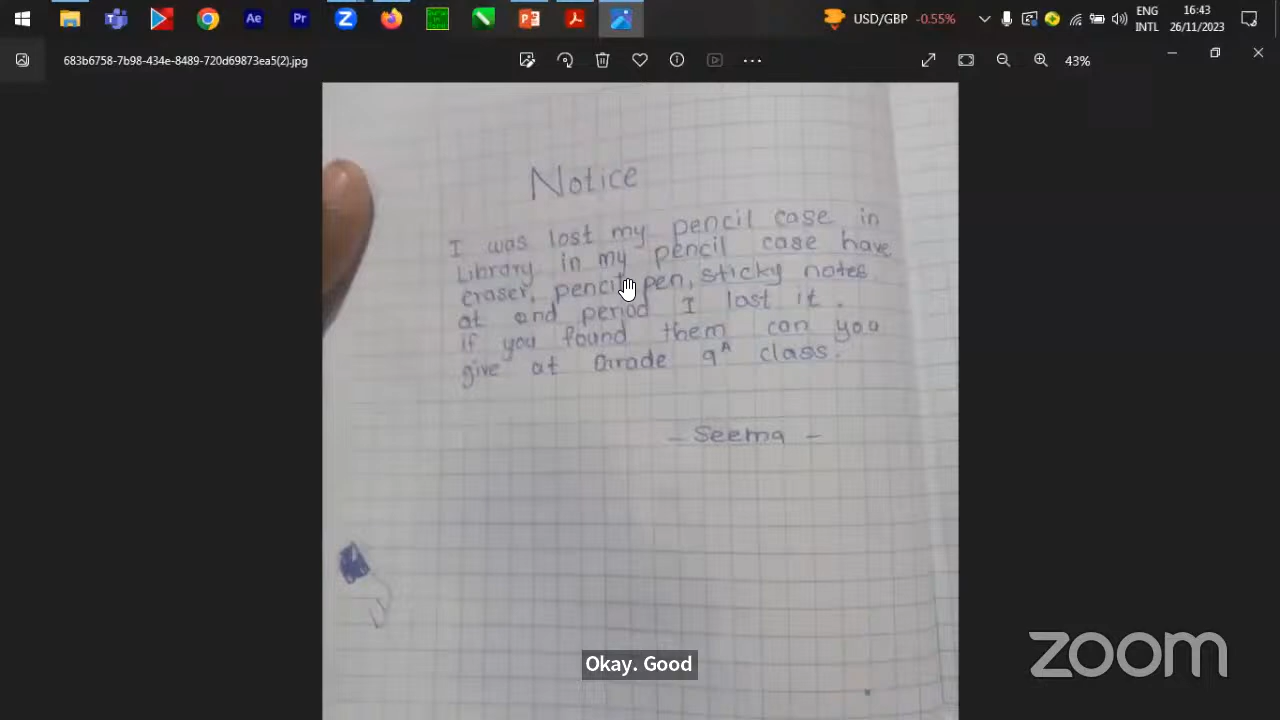 USD/GBP -0.55%
ENG
INTL
16:43
26/11/2023
683b6758-7b98-434e-8489-720d69873ea5(2).jpg
43%
Notice
I was lost my pencil case in
Library in my pencil case have
eraser, pencil pen, sticky notes
at 2nd period I lost it.
if you found them can you
give at Grade 9A class.
- Seema -
Okay. Good
zoom